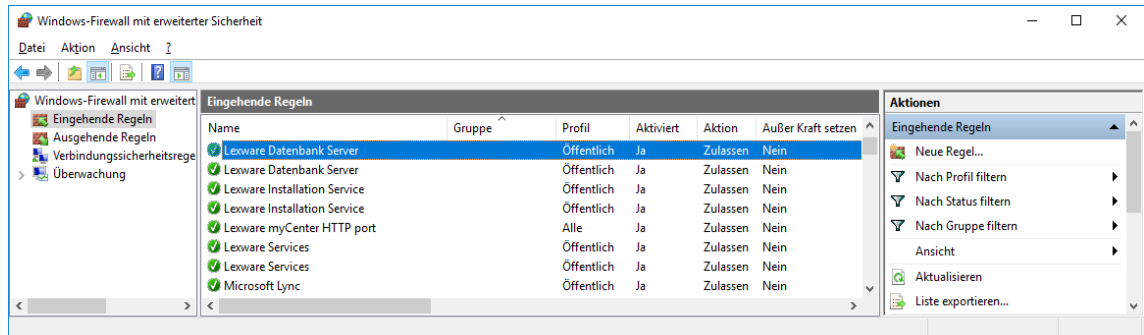 Windows-Firewall mit erweiterter Sicherheit
Datei Aktion Ansicht ?
Windows-Firewall mit erweitert
Eingehende Regeln
Ausgehende Regeln
Verbindungssicherheitsrege
Überwachung
Eingehende Regeln
Name Gruppe Profil Aktiviert Aktion Außer Kraft setzen
Lexware Datenbank Server Öffentlich Ja Zulassen Nein
Lexware Datenbank Server Öffentlich Ja Zulassen Nein
Lexware Installation Service Öffentlich Ja Zulassen Nein
Lexware Installation Service Öffentlich Ja Zulassen Nein
Lexware myCenter HTTP port Alle Ja Zulassen Nein
Lexware Services Öffentlich Ja Zulassen Nein
Lexware Services Öffentlich Ja Zulassen Nein
Microsoft Lync Öffentlich Ja Zulassen Nein
Aktionen
Eingehende Regeln
Neue Regel...
Nach Profil filtern
Nach Status filtern
Nach Gruppe filtern
Ansicht
Aktualisieren
Liste exportieren...